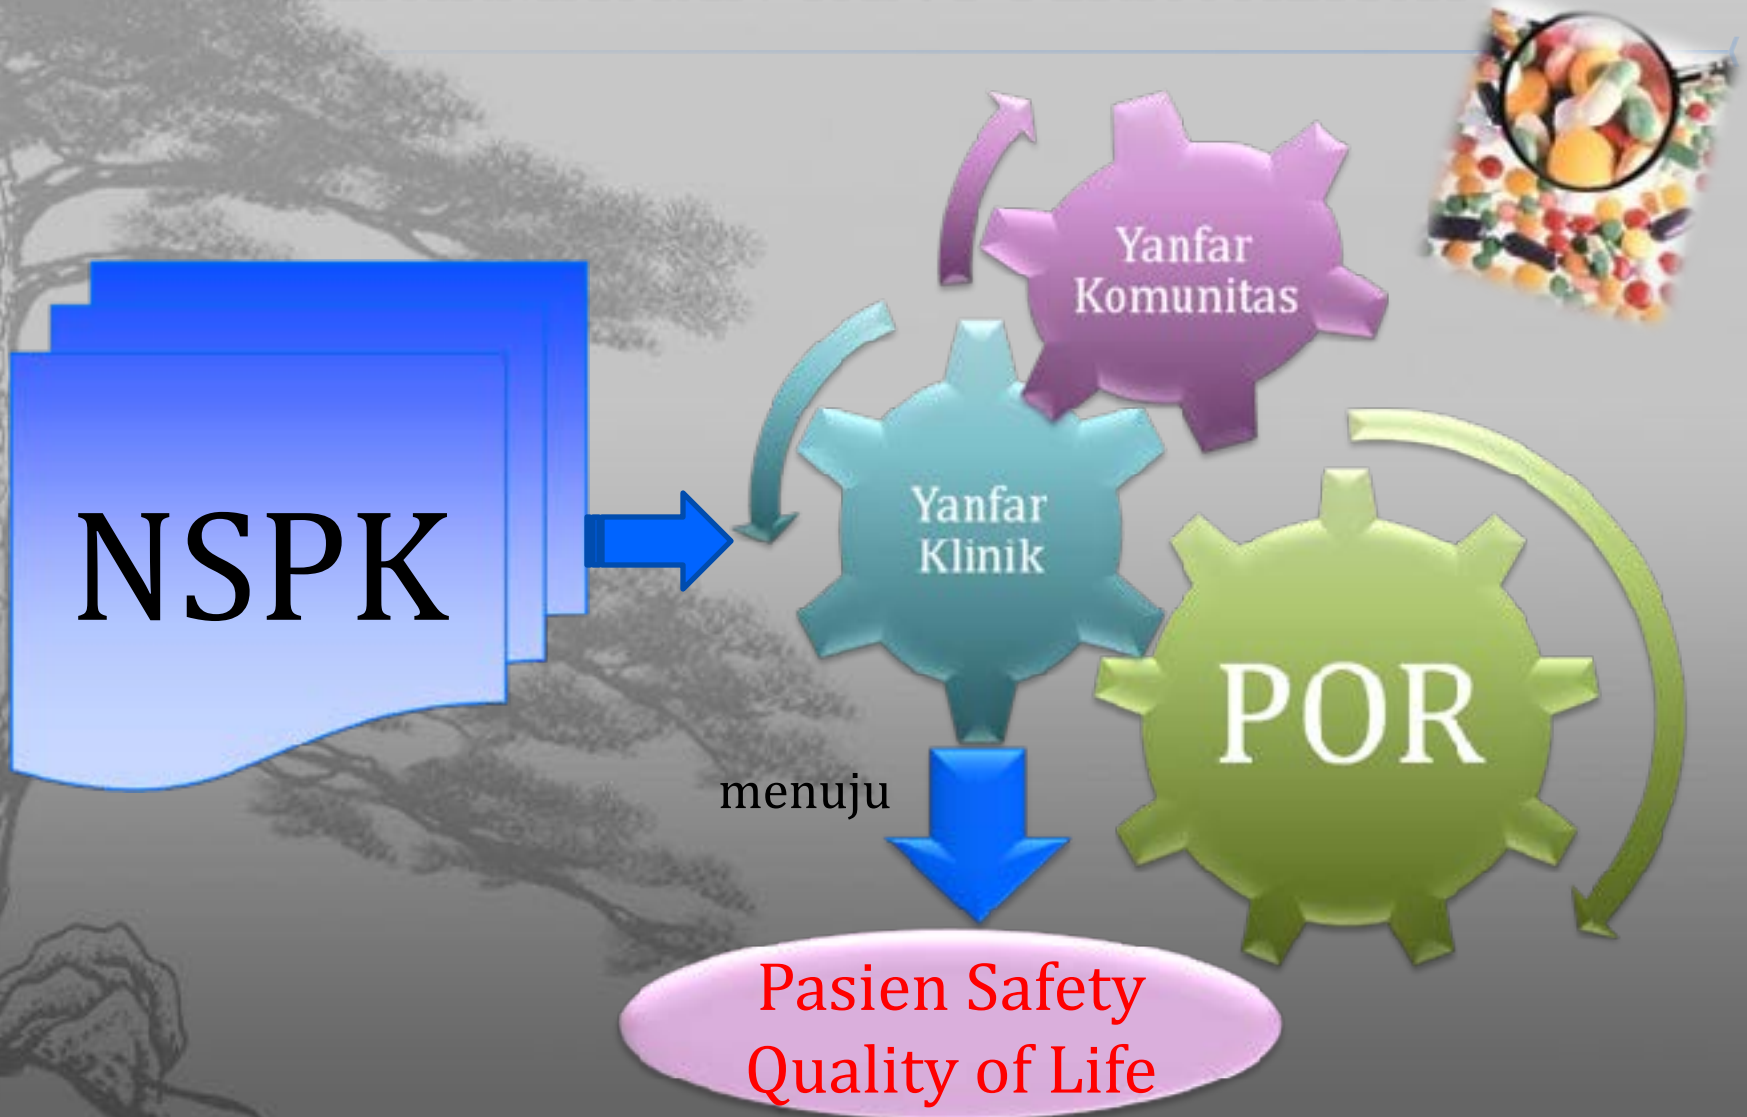 NSPK
Yanfar
Komunitas
Yanfar
Klinik
POR
menuju
Pasien Safety
Quality of Life